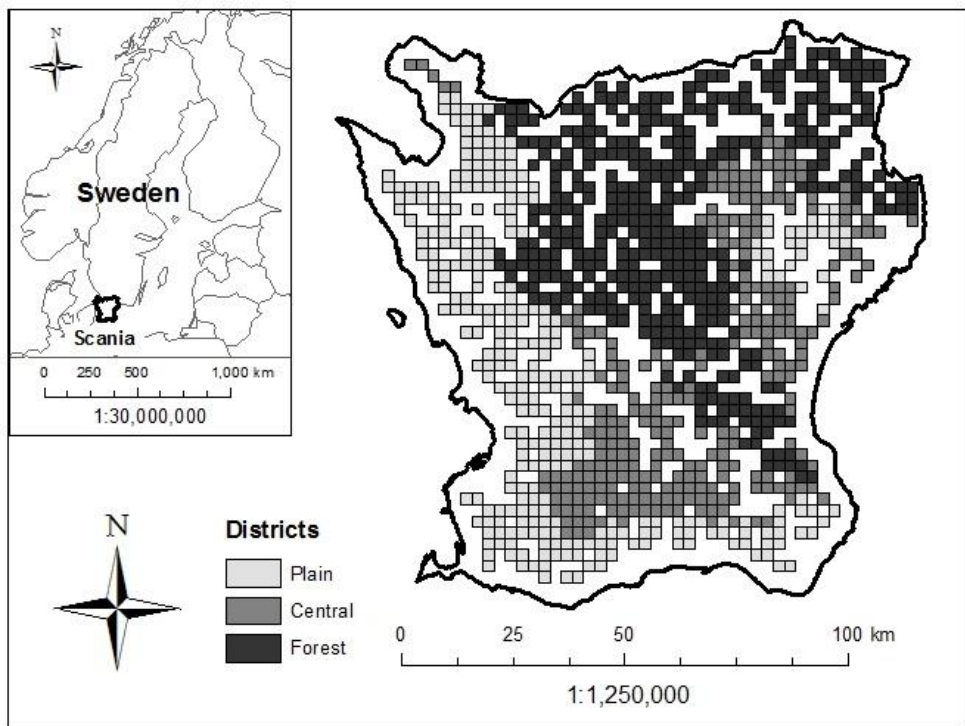 N
Sweden
Scania
0 250 500 1,000 km
1:30,000,000
N
Districts
Plain
Central
Forest
0 25 50 100 km
1:1,250,000